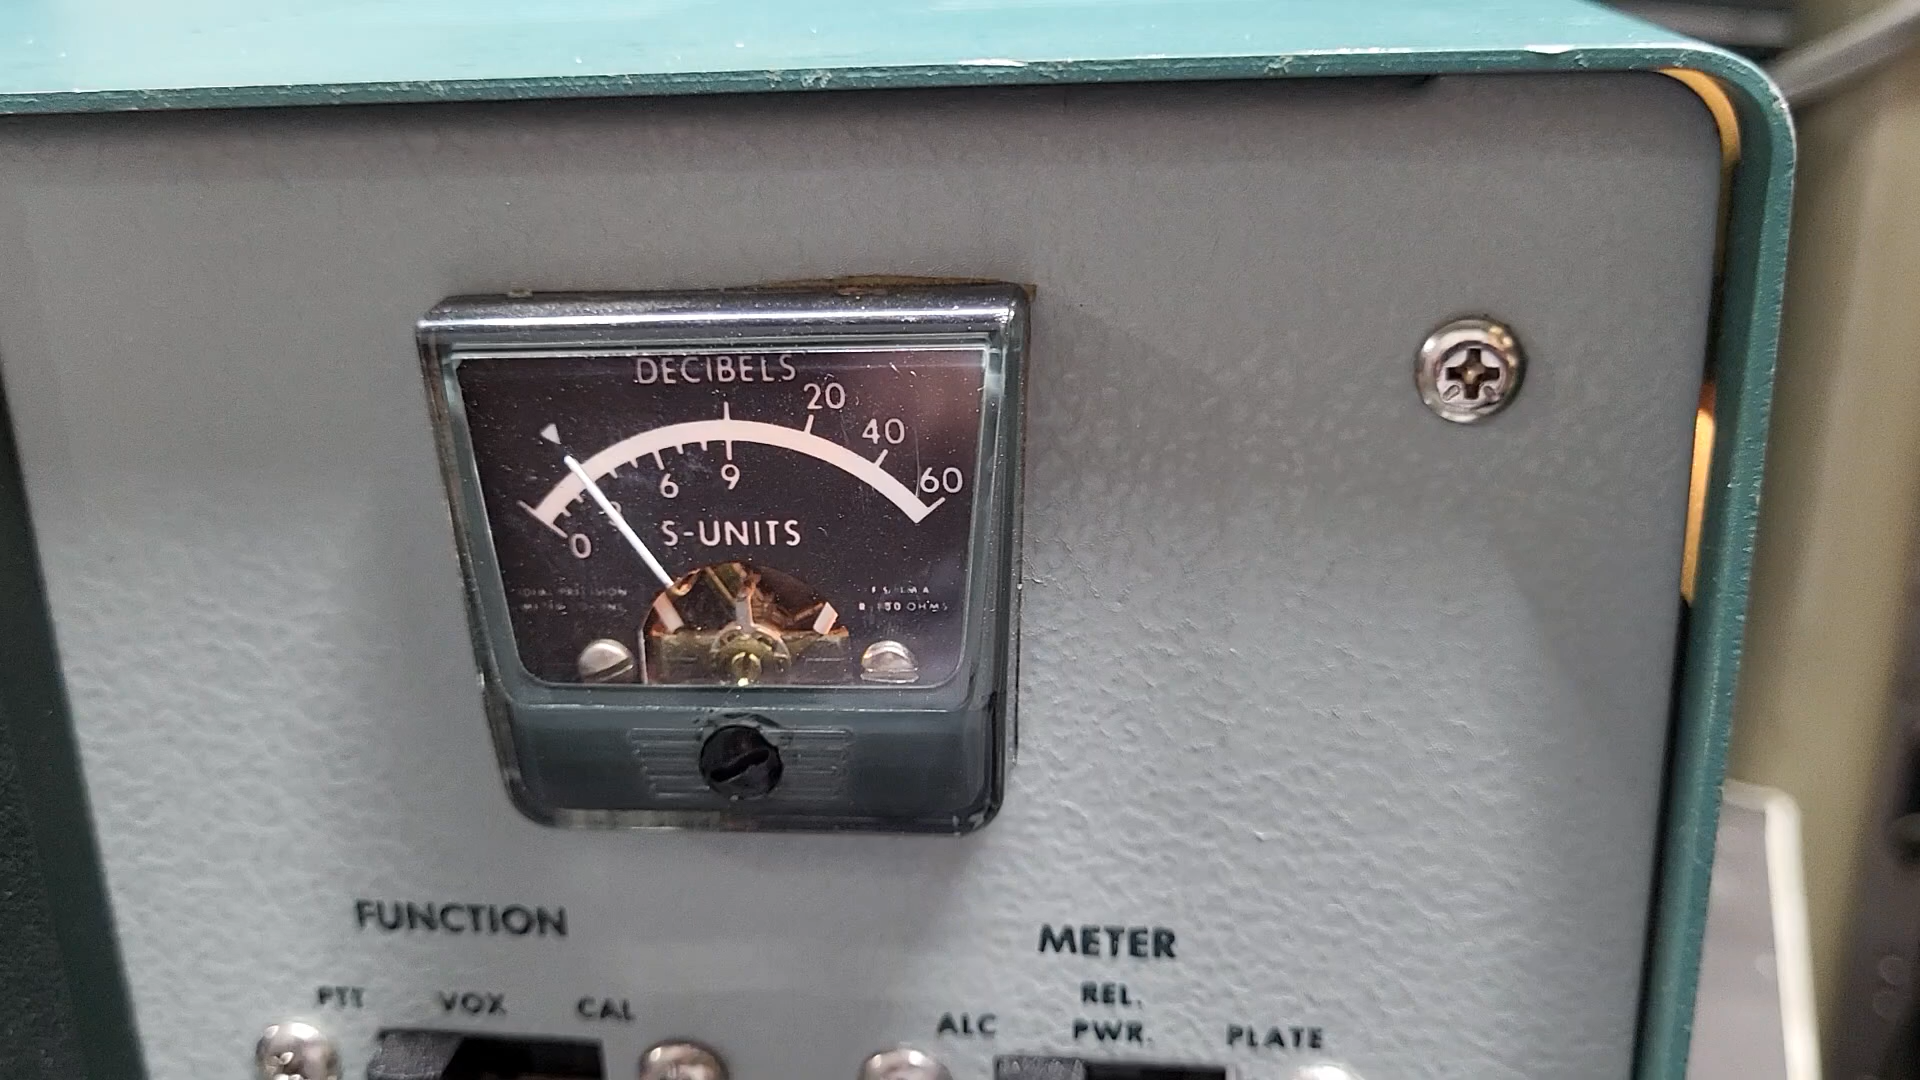 DECIBELS
20
40
60
6
9
0
S-UNITS
FUNCTION
METER
PTT
VOX
CAL
REL.
ALC
PWR.
PLATE